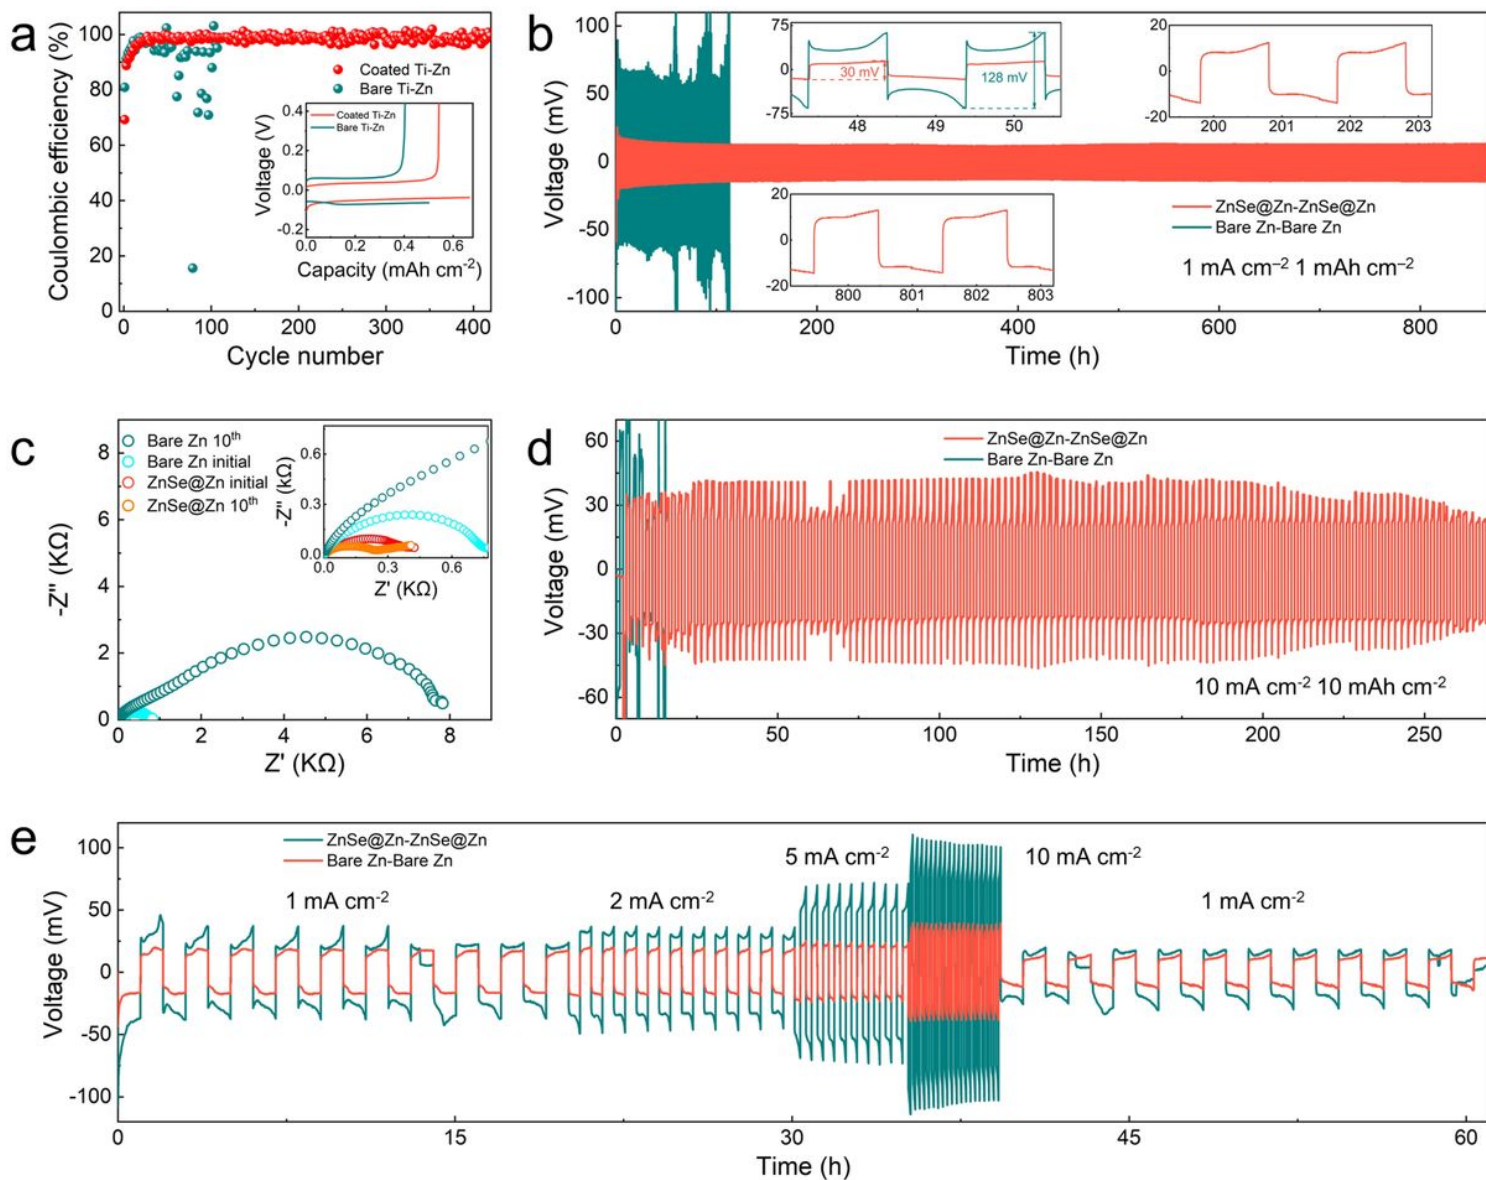 a
Coulombic efficiency (%)
100
80
60
40
20
0
0
100
200
300
400
Cycle number
Coated Ti-Zn
Bare Ti-Zn
Voltage (V)
0.4
0.2
0.0
-0.2
0.0
0.2
0.4
0.6
Capacity (mAh cm⁻²)
Coated Ti-Zn
Bare Ti-Zn
b
Voltage (mV)
100
50
0
-50
-100
0
200
400
600
800
Time (h)
75
0
-75
48
49
50
30 mV
128 mV
20
0
-20
200
201
202
203
20
0
-20
800
801
802
803
ZnSe@Zn-ZnSe@Zn
Bare Zn-Bare Zn
1 mA cm⁻² 1 mAh cm⁻²
c
-Z'' (KΩ)
8
6
4
2
0
0
2
4
6
8
Z' (KΩ)
Bare Zn 10th
Bare Zn initial
ZnSe@Zn initial
ZnSe@Zn 10th
-Z'' (kΩ)
0.6
0.3
0.0
0.0
0.3
0.6
Z' (KΩ)
d
Voltage (mV)
60
30
0
-30
-60
0
50
100
150
200
250
Time (h)
ZnSe@Zn-ZnSe@Zn
Bare Zn-Bare Zn
10 mA cm⁻² 10 mAh cm⁻²
e
Voltage (mV)
100
50
0
-50
-100
0
15
30
45
60
Time (h)
ZnSe@Zn-ZnSe@Zn
Bare Zn-Bare Zn
1 mA cm⁻²
2 mA cm⁻²
5 mA cm⁻²
10 mA cm⁻²
1 mA cm⁻²